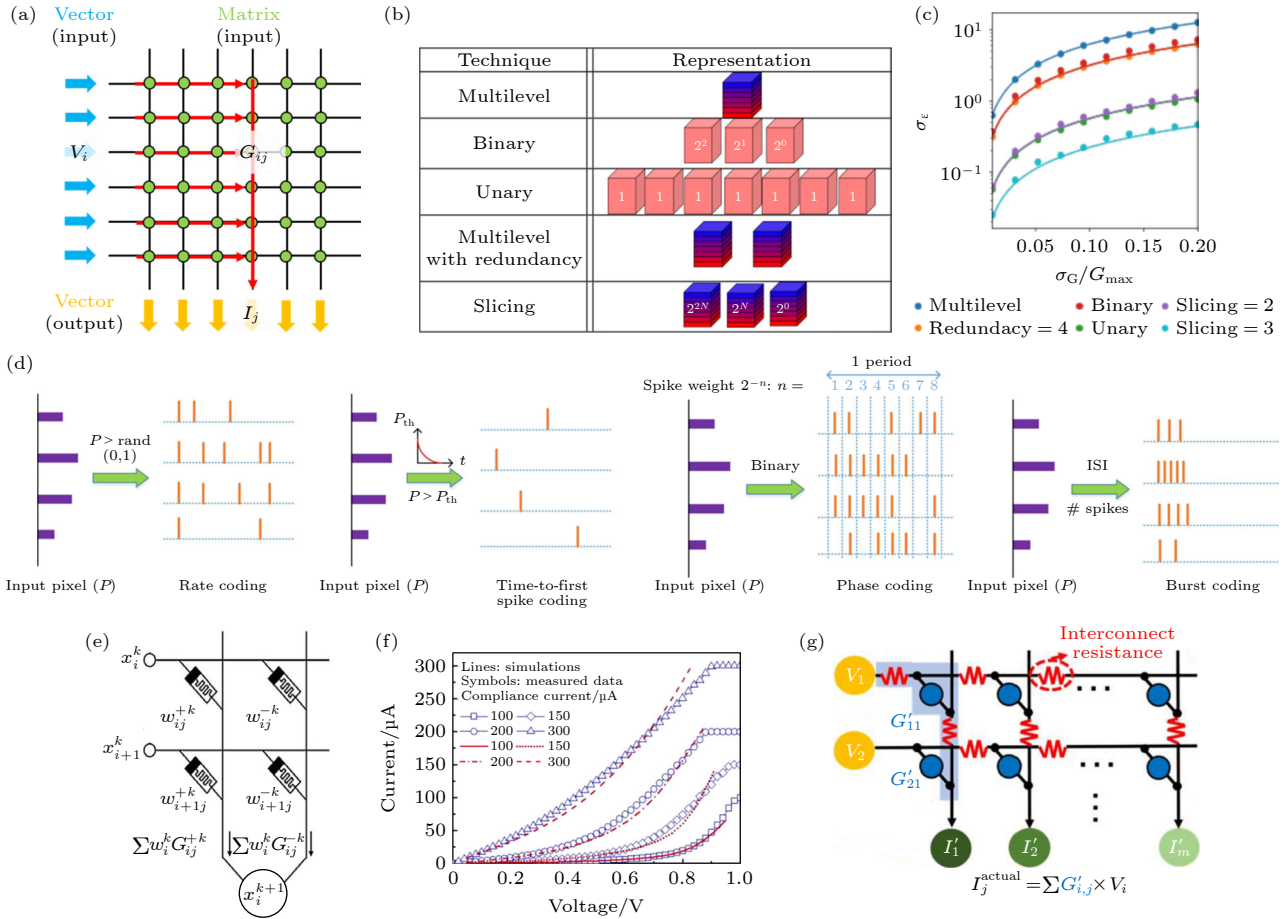 (a)
Vector
(input)
Matrix
(input)
V_i
G_ij
Vector
(output)
I_j
(b)
Technique Representation
Multilevel
Binary 2^2 2^1 2^0
Unary 1 1 1 1 1 1 1
Multilevel
with redundancy
Slicing 2^2N 2^N 2^0
(c)
10^1
10^0
10^-1
σ_ε
0.05 0.10 0.15 0.20
σ_G/G_max
Multilevel Binary Slicing = 2
Redundacy = 4 Unary Slicing = 3
(d)
P > rand
(0,1)
Input pixel (P)
Rate coding
P_th
t
P > P_th
Input pixel (P)
Time-to-first
spike coding
1 period
Spike weight 2^-n: n = 1 2 3 4 5 6 7 8
Binary
Input pixel (P)
Phase coding
ISI
# spikes
Input pixel (P)
Burst coding
(e)
x_i^k
w_ij^+k w_ij^-k
x_i+1^k
w_i+1j^+k w_i+1j^-k
∑w_i^k G_ij^+k ∑w_i^k G_ij^-k
x_i^k+1
(f)
Lines: simulations
Symbols: measured data
Compliance current/µA
100 150
200 300
100 150
200 300
300
250
200
150
100
50
0
Current/µA
0 0.2 0.4 0.6 0.8 1.0
Voltage/V
(g)
Interconnect
resistance
V_1
G′_11
V_2
G′_21
I′_1 I′_2 I′_m
I_j^actual = ∑G′_i,j × V_i